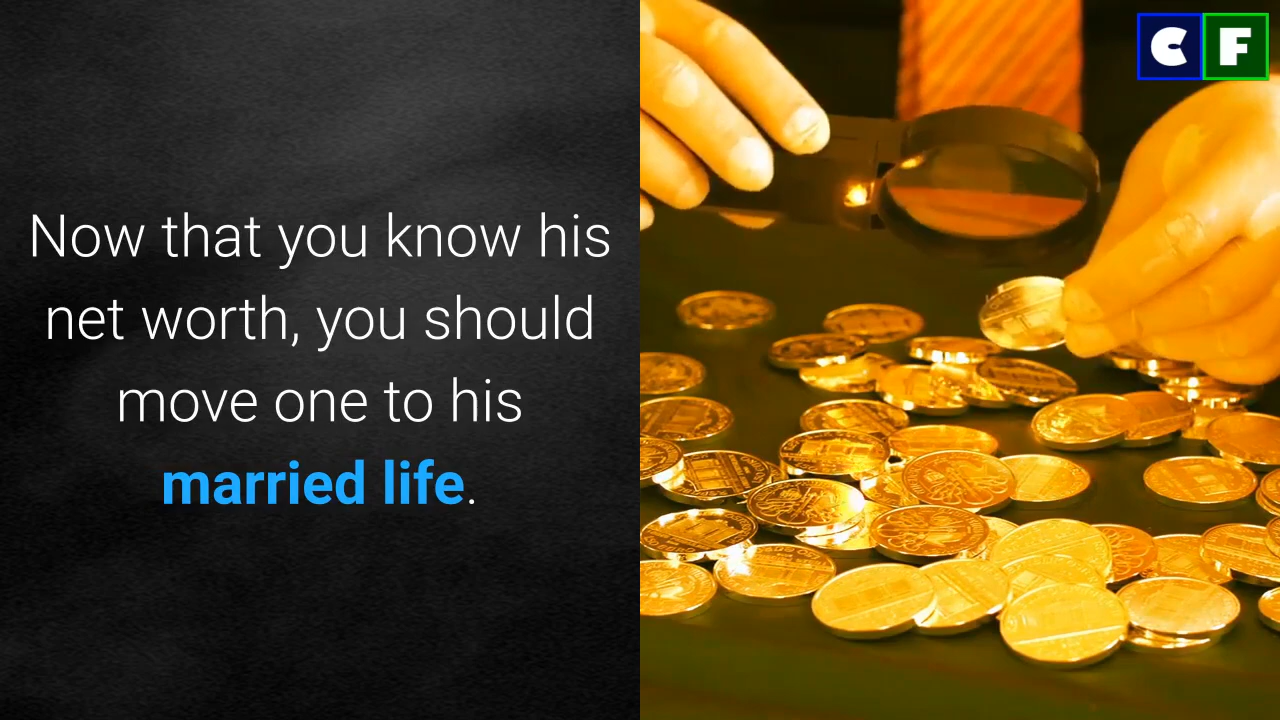 Now that you know his
net worth, you should
move one to his
married life.
C F